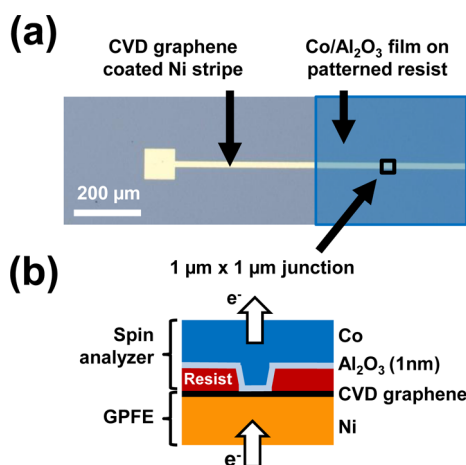 (a)
CVD graphene
coated Ni stripe
Co/Al₂O₃ film on
patterned resist
200 µm
1 µm x 1 µm junction
(b)
e⁻
Spin
analyzer
GPFE
Resist
Co
Al₂O₃ (1nm)
CVD graphene
Ni
e⁻